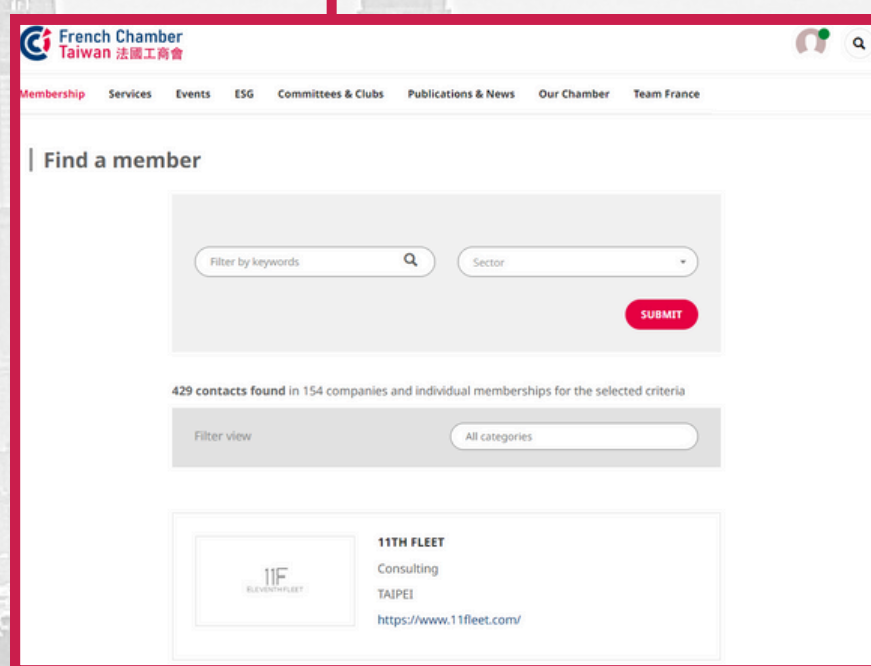 French Chamber
Taiwan 法國工商會
Membership Services Events ESG Committees & Clubs Publications & News Our Chamber Team France
Find a member
Filter by keywords Sector
SUBMIT
429 contacts found in 154 companies and individual memberships for the selected criteria
Filter view All categories
11TH FLEET
11F
ELEVENTH FLEET
Consulting
TAIPEI
https://www.11fleet.com/